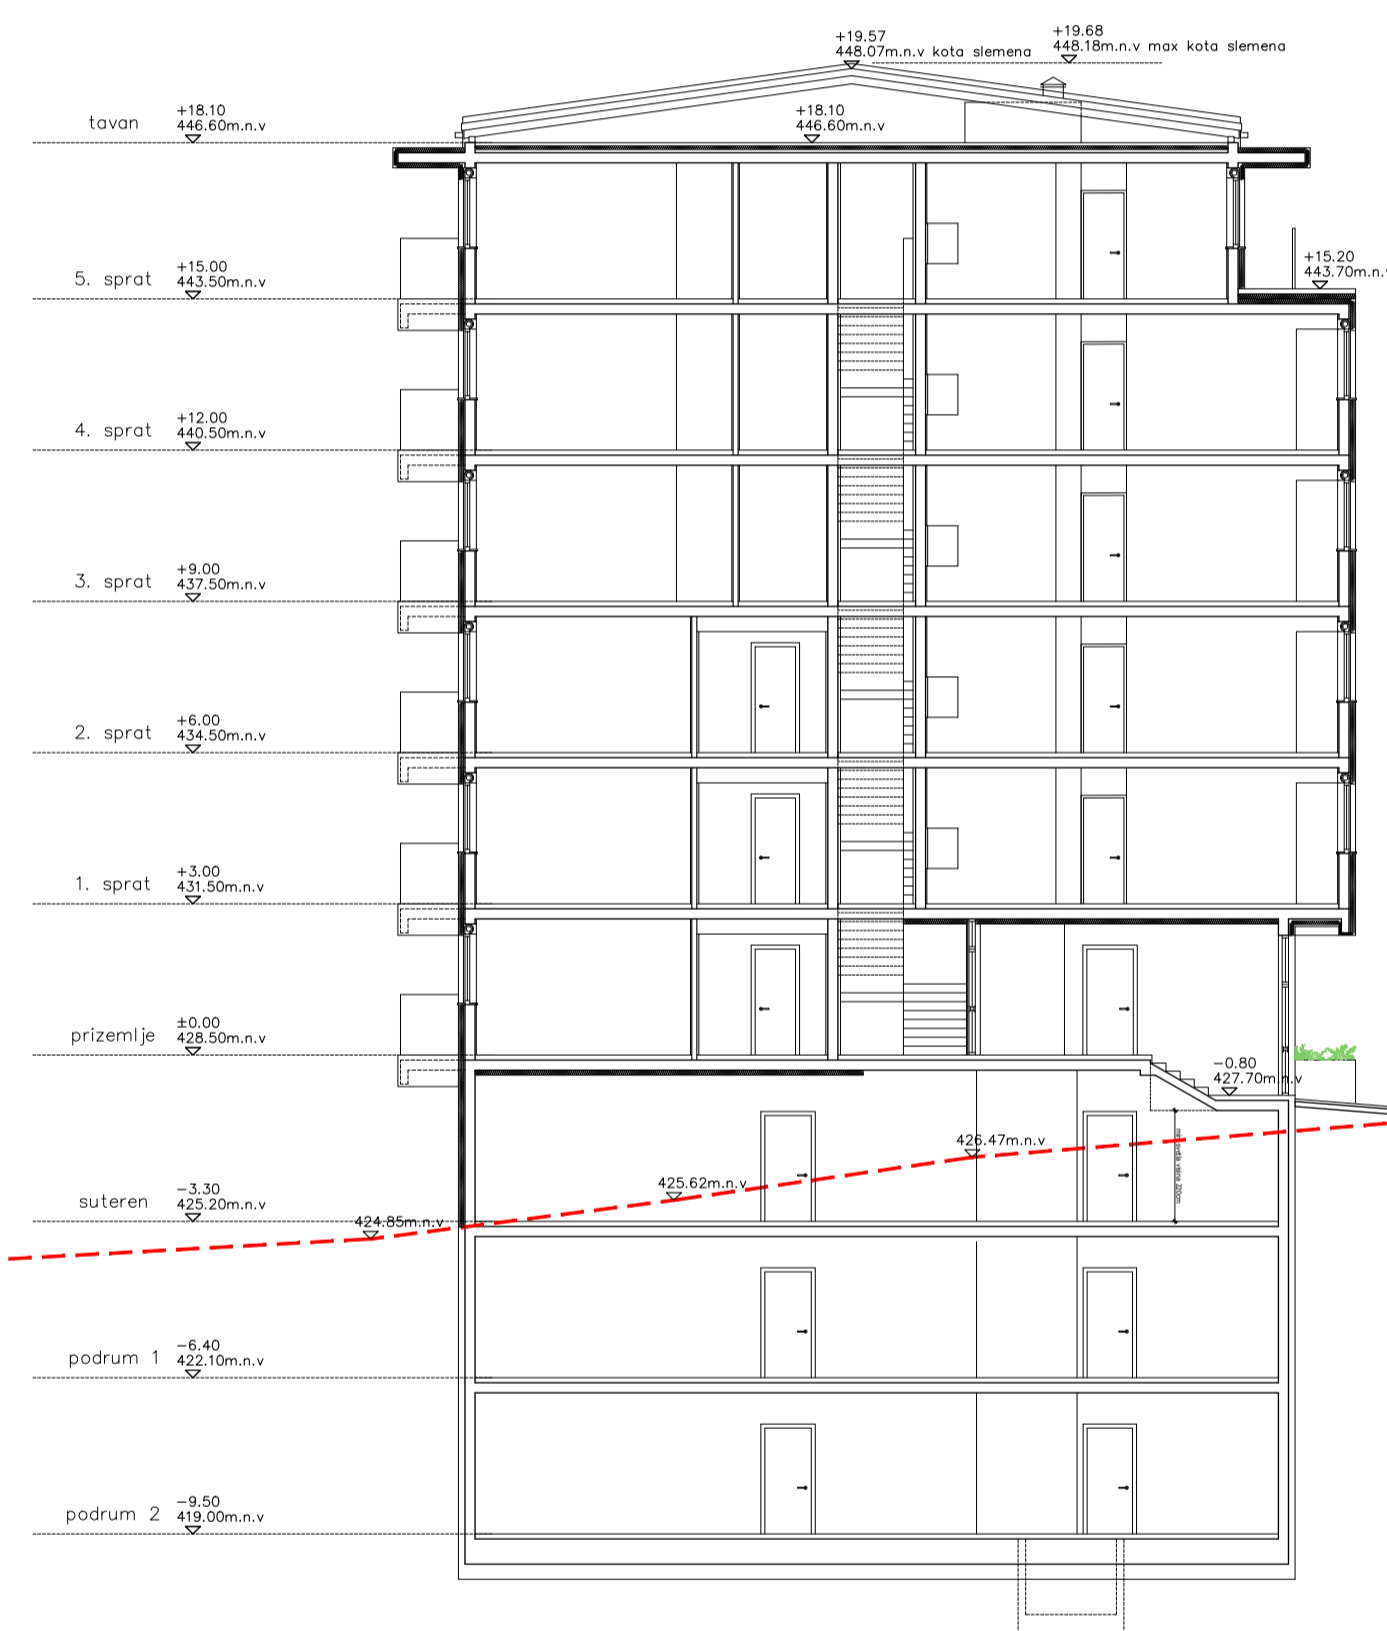 +19.57
448.07m.n.v kota slemena
+19.68
448.18m.n.v max kota slemena
tavan
+18.10
446.60m.n.v
+18.10
446.60m.n.v
5. sprat
+15.00
443.50m.n.v
+15.20
443.70m.n.v
4. sprat
+12.00
440.50m.n.v
3. sprat
+9.00
437.50m.n.v
2. sprat
+6.00
434.50m.n.v
1. sprat
+3.00
431.50m.n.v
prizemlje
±0.00
428.50m.n.v
−0.80
427.70m.n.v
426.47m.n.v
min svetla visina 220cm
425.62m.n.v
suteren
−3.30
425.20m.n.v
424.85m.n.v
podrum 1
−6.40
422.10m.n.v
podrum 2
−9.50
419.00m.n.v